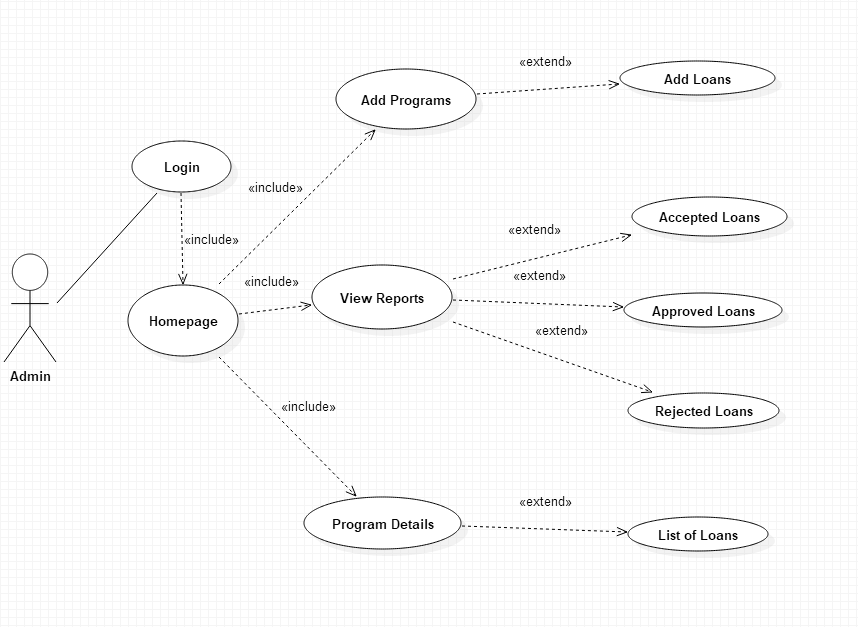 «extend»
Add Loans
Add Programs
Login
«include»
Accepted Loans
«extend»
«include»
«extend»
«include»
View Reports
Approved Loans
Homepage
«extend»
Admin
«include»
Rejected Loans
«extend»
Program Details
List of Loans